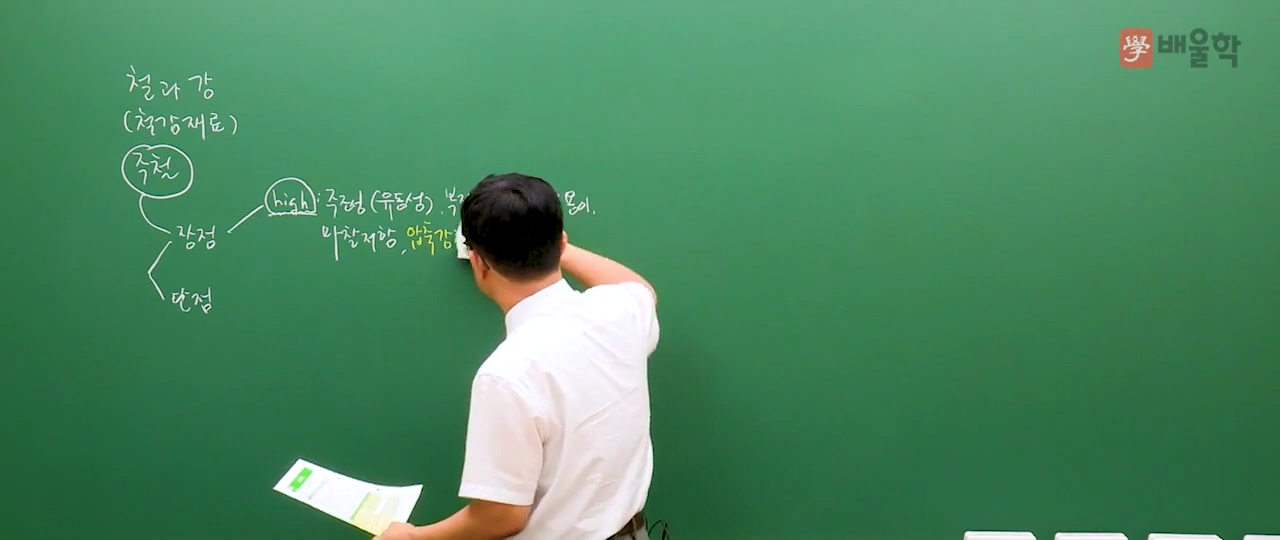 學 배울학
철과 강
(철강재료)
주철
high : 주조성 (유동성), 복
마찰저항, 압축강
장점
단점